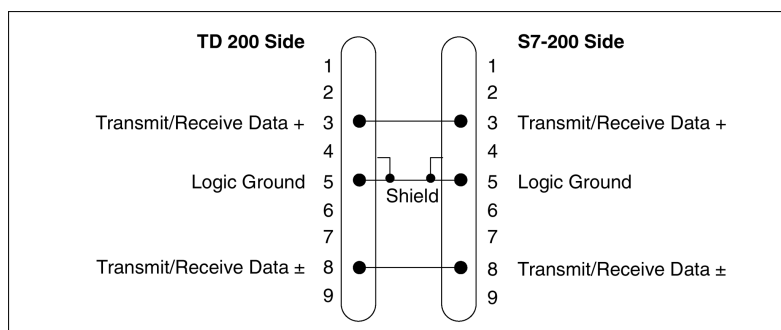 TD 200 Side S7-200 Side
1 1
2 2
Transmit/Receive Data + 3 3 Transmit/Receive Data +
4 4
Logic Ground 5 5 Logic Ground
Shield
6 6
7 7
Transmit/Receive Data ± 8 8 Transmit/Receive Data ±
9 9